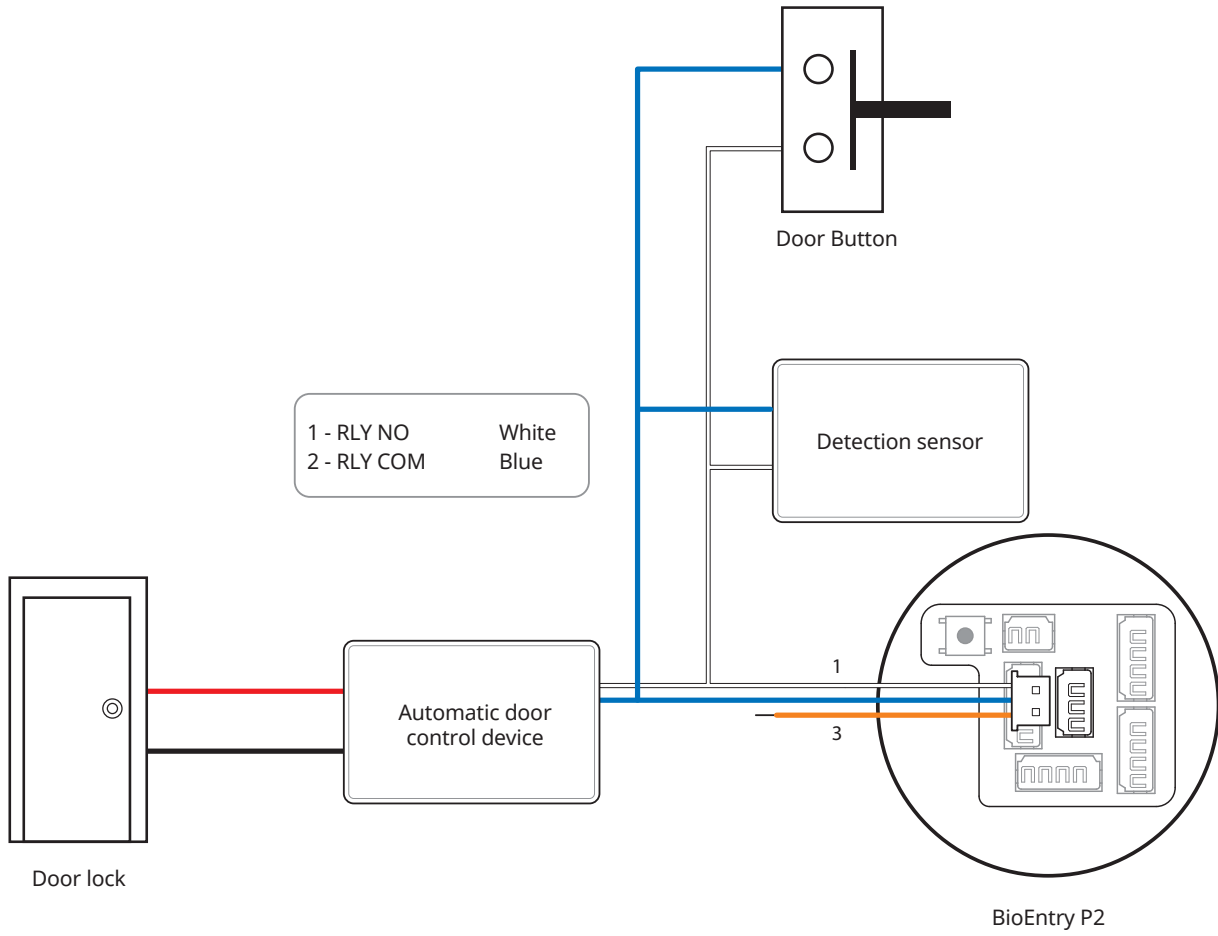 Door Button
1 - RLY NO White
2 - RLY COM Blue
Detection sensor
1
Automatic door
control device
3
Door lock
BioEntry P2